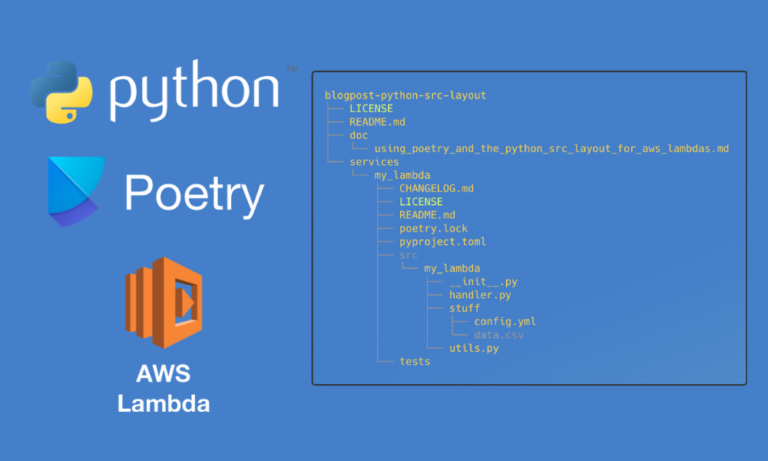 python
TM
Poetry
AWS
Lambda
blogpost-python-src-layout
├── LICENSE
├── README.md
├── doc
│   └── using_poetry_and_the_python_src_layout_for_aws_lambdas.md
└── services
    └── my_lambda
        ├── CHANGELOG.md
        ├── LICENSE
        ├── README.md
        ├── poetry.lock
        ├── pyproject.toml
        ├── src
        │   └── my_lambda
        │       ├── __init__.py
        │       ├── handler.py
        │       ├── stuff
        │       │   ├── config.yml
        │       │   └── data.csv
        │       └── utils.py
        └── tests